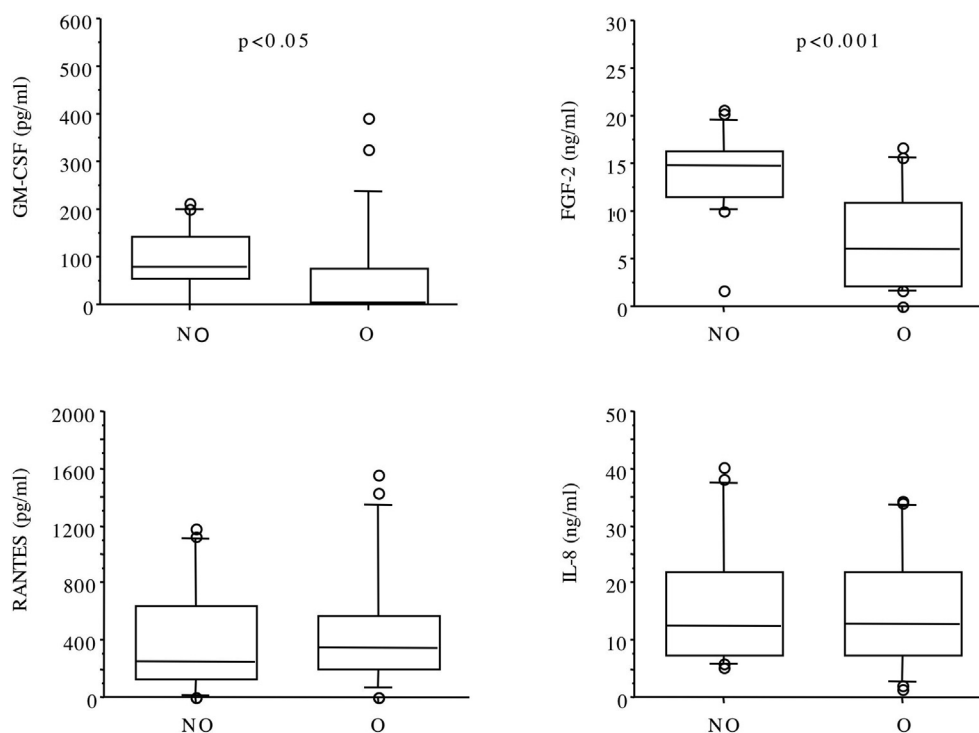 GM-CSF (pg/ml)
600
500
400
300
200
100
0
p<0.05
NO
O
FGF-2 (ng/ml)
30
25
20
15
10
5
0
p<0.001
NO
O
RANTES (pg/ml)
2000
1600
1200
800
400
0
NO
O
IL-8 (ng/ml)
50
40
30
20
10
0
NO
O